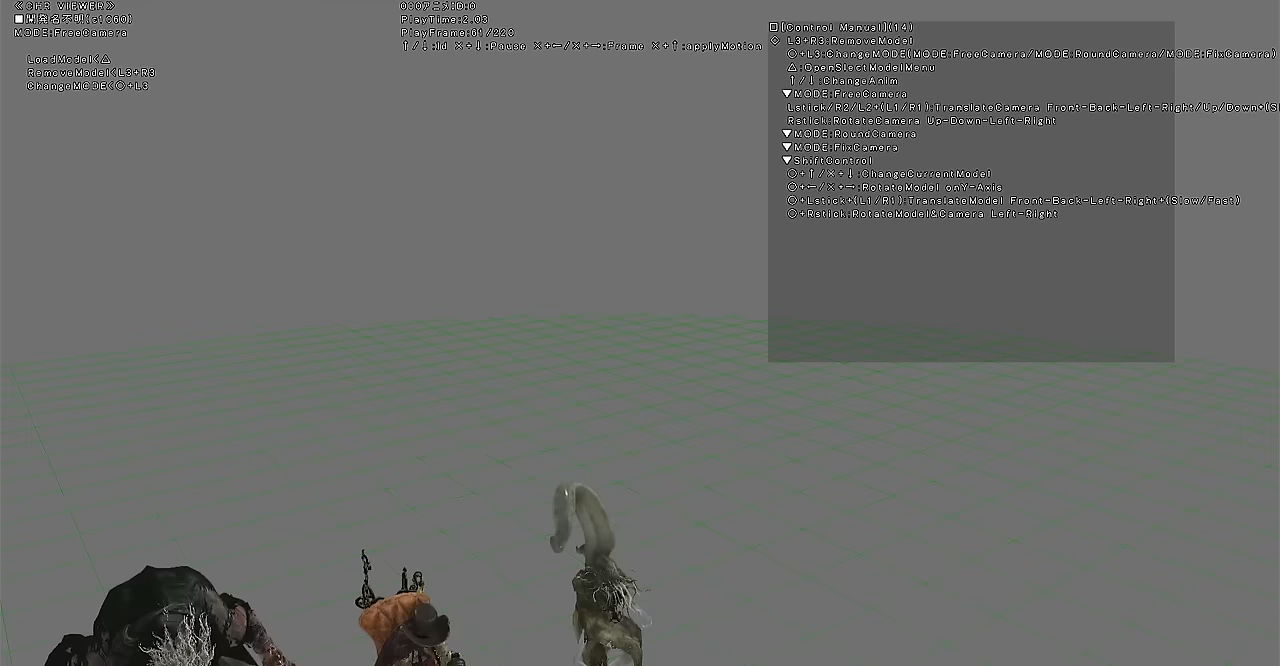 ≪CHR VIEWER≫
■開発名不明(c1060)
MODE:FreeCamera
LoadModel<△
RemoveModel<L3+R3
ChangeMODE<○+L3
000アニメID:0
PlayTime:2.03
PlayFrame:61/226
↑/↓:Id ×+↓:Pause ×+←/×+→:Frame ×+↑:applyMotion
□[Control Manual](14)
◇ L3+R3:RemoveModel
○+L3:ChangeMODE(MODE:FreeCamera/MODE:RoundCamera/MODE:FixCamera)
△:OpenSlectModelMenu
↑/↓:ChangeAnim
▼MODE:FreeCamera
Lstick/R2/L2+(L1/R1):TranslateCamera Front-Back-Left-Right/Up/Down+(Sl
Rstick:RotateCamera Up-Down-Left-Right
▼MODE:RoundCamera
▼MODE:FixCamera
▼ShiftControl
○+↑/×+↓:ChangeCurrentModel
○+←/×+→:RotateModel onY-Axis
○+Lstick+(L1/R1):TranslateModel Front-Back-Left-Right+(Slow/Fast)
○+Rstick:RotateModel&Camera Left-Right